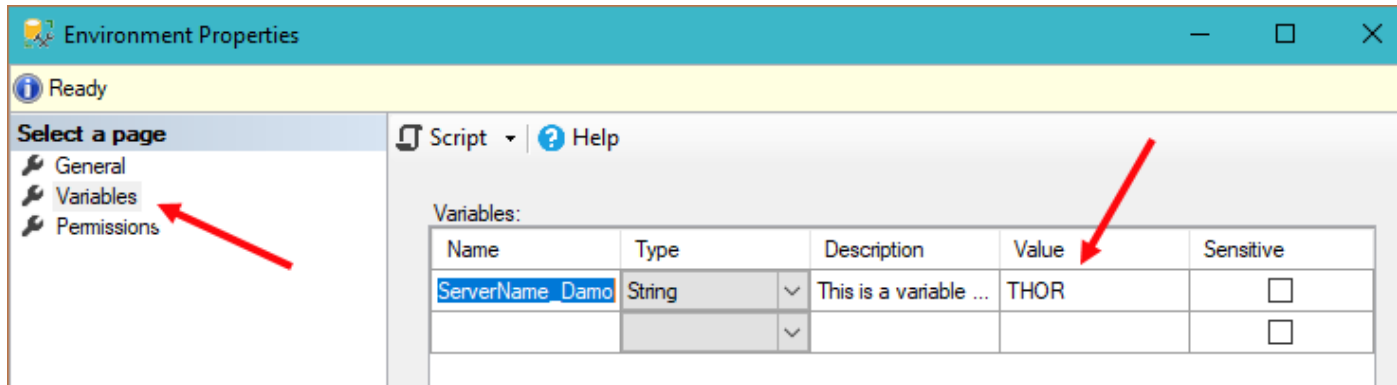 Environment Properties
Ready
Select a page
General
Variables
Permissions
Script Help
Variables:
Name Type Description Value Sensitive
ServerName_Damo String This is a variable ... THOR